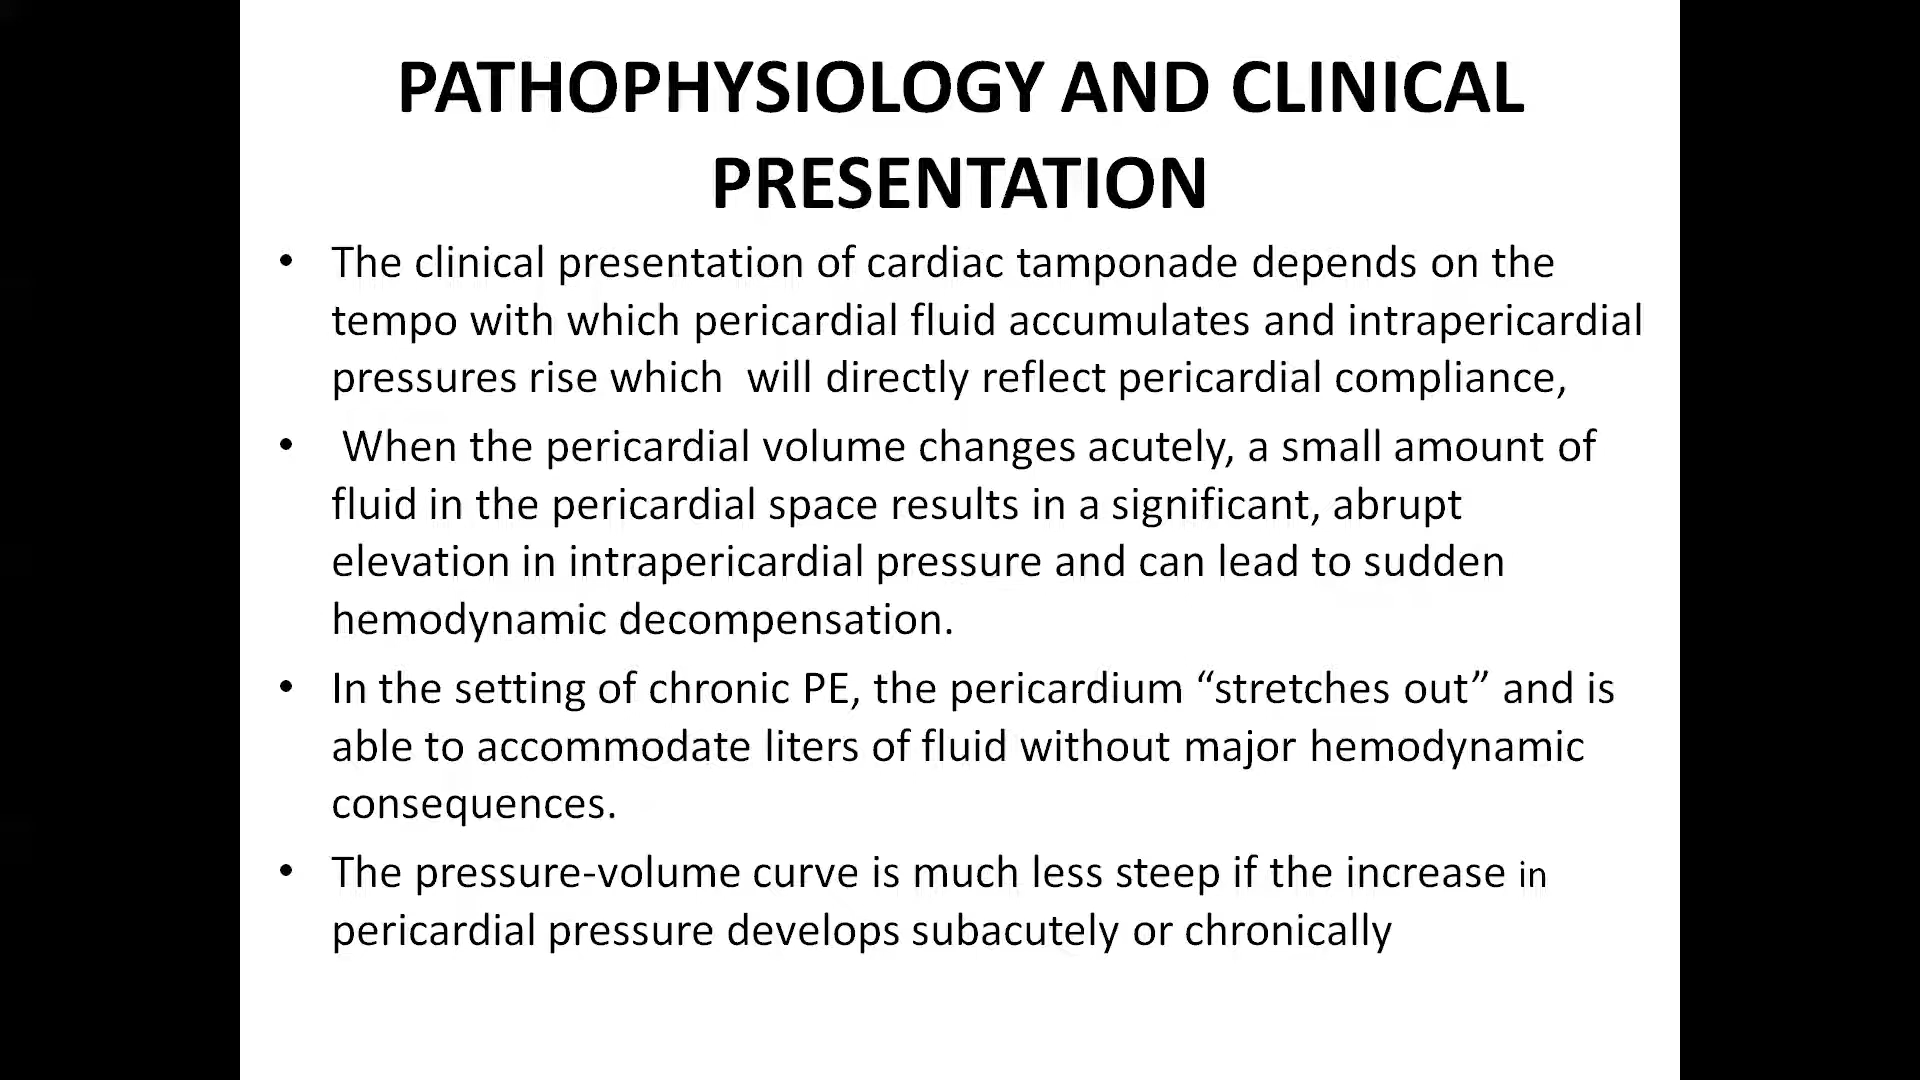 PATHOPHYSIOLOGY AND CLINICAL
PRESENTATION
• The clinical presentation of cardiac tamponade depends on the
tempo with which pericardial fluid accumulates and intrapericardial
pressures rise which  will directly reflect pericardial compliance,
•  When the pericardial volume changes acutely, a small amount of
fluid in the pericardial space results in a significant, abrupt
elevation in intrapericardial pressure and can lead to sudden
hemodynamic decompensation.
• In the setting of chronic PE, the pericardium “stretches out” and is
able to accommodate liters of fluid without major hemodynamic
consequences.
• The pressure-volume curve is much less steep if the increase in
pericardial pressure develops subacutely or chronically